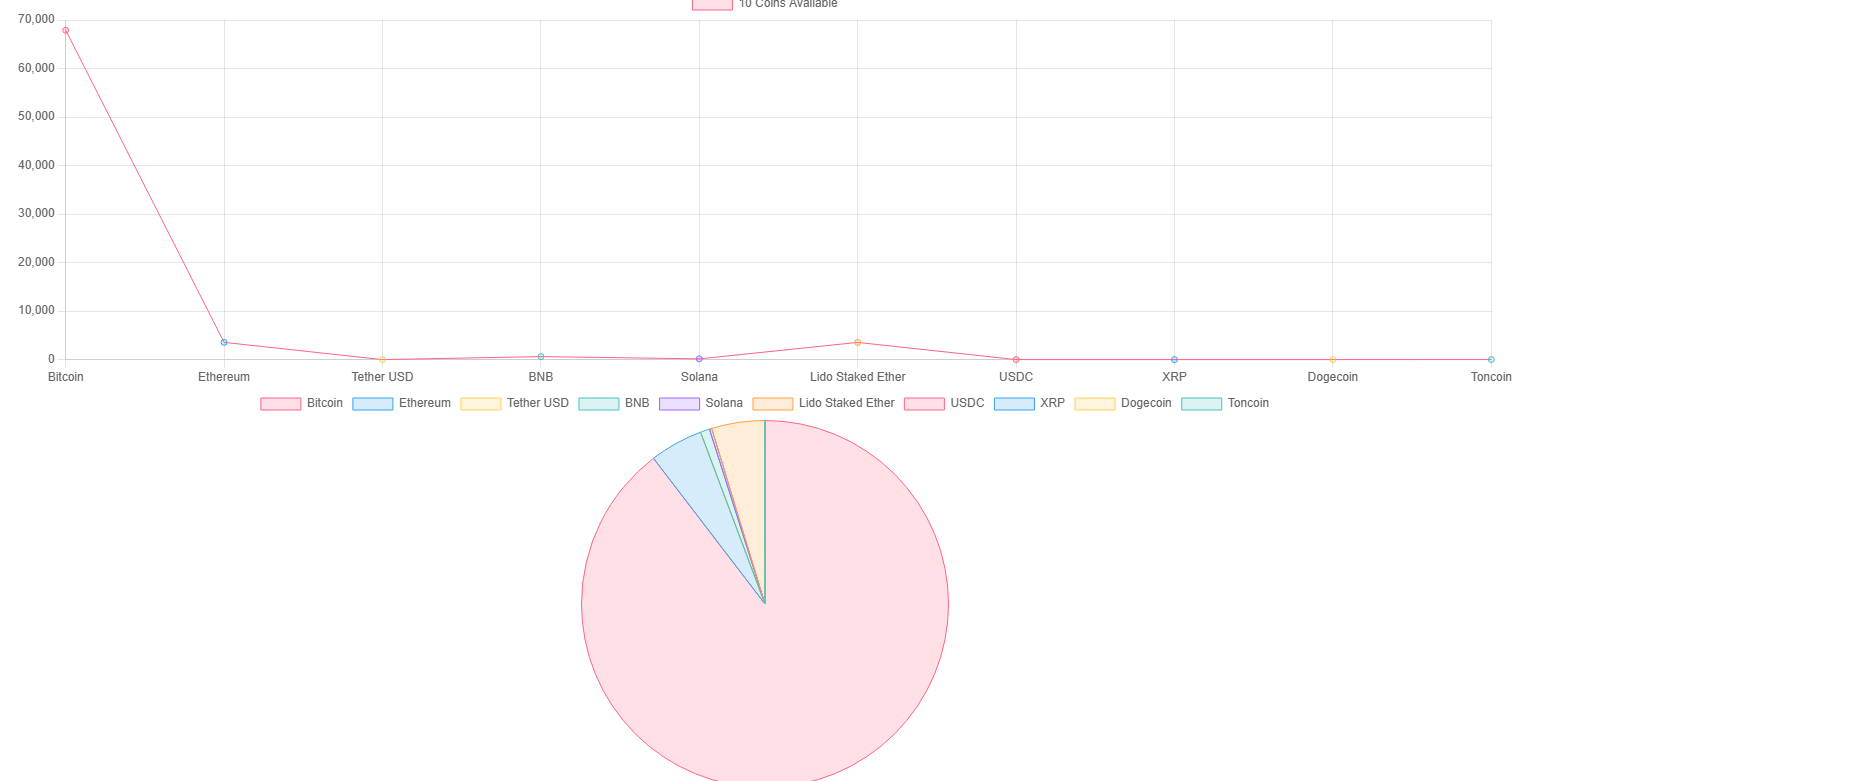 10 Coins Available
70,000
60,000
50,000
40,000
30,000
20,000
10,000
0
Bitcoin Ethereum Tether USD BNB Solana Lido Staked Ether USDC XRP Dogecoin Toncoin
Bitcoin Ethereum Tether USD BNB Solana Lido Staked Ether USDC XRP Dogecoin Toncoin